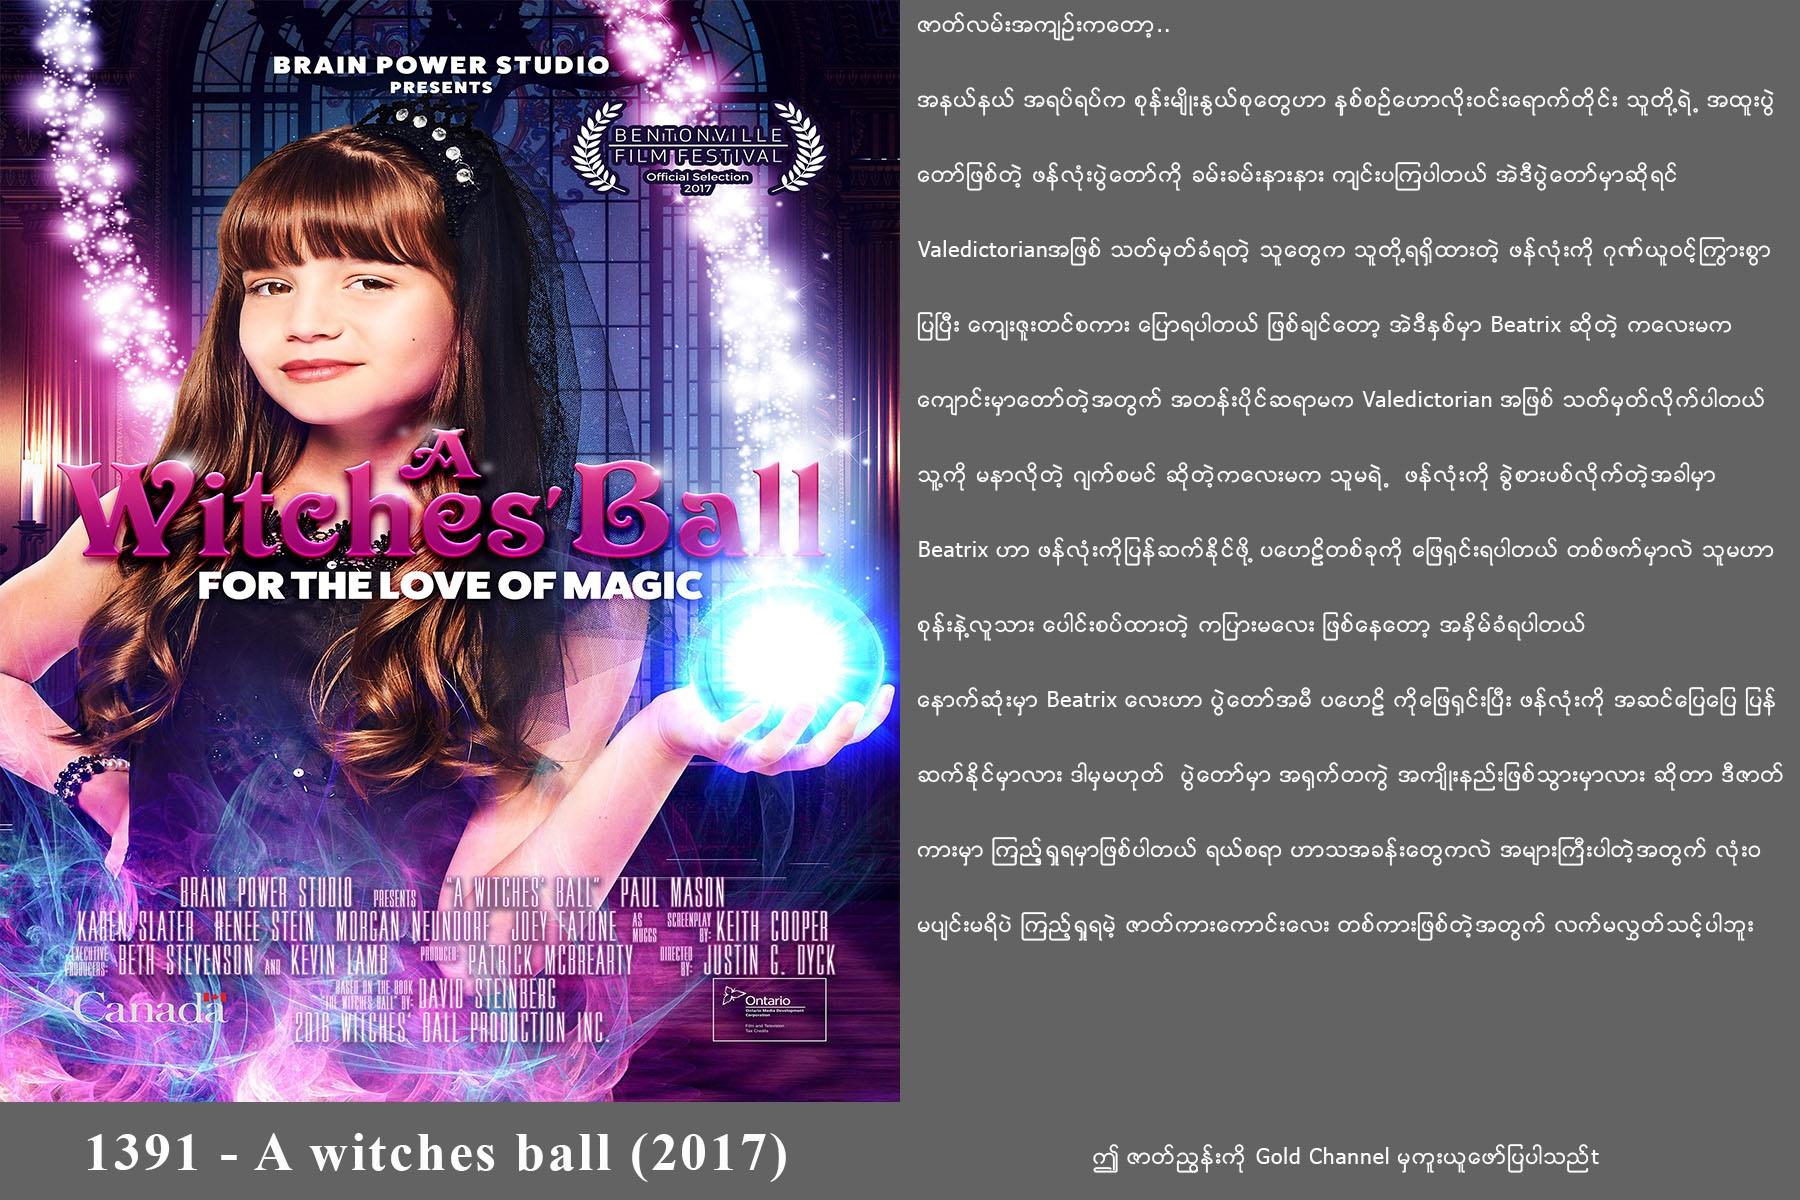 BRAIN POWER STUDIO
PRESENTS
BENTONVILLE
FILM FESTIVAL
Official Selection
2017
A
Witches' Ball
FOR THE LOVE OF MAGIC
BRAIN POWER STUDIO PRESENTS "A WITCHES' BALL" PAUL MASON
KAREN SLATER RENEE STEIN MORGAN NEUNDORF JOEY FATONE AS MUGGS SCREENPLAY BY: KEITH COOPER
EXECUTIVE PRODUCERS: BETH STEVENSON AND KEVIN LAMB PRODUCED: PATRICK MCBREARTY DIRECTED BY: JUSTIN G. DYCK
BASED ON THE BOOK "THE WITCHES' BALL" BY: DAVID STEINBERG
2016 WITCHES' BALL PRODUCTION INC.
Canada
Ontario
Ontario Media Development
Corporation
Film and Television
Tax Credits
1391 - A witches ball (2017)
ဇာတ်လမ်းအကျဉ်းကတော့..
အနယ်နယ် အရပ်ရပ်က စုန်းမျိုးနွယ်စုတွေဟာ နှစ်စဉ်ဟောလိုးဝင်းရောက်တိုင်း သူတို့ရဲ့ အထူးပွဲ
တော်ဖြစ်တဲ့ ဖန်လုံးပွဲတော်ကို ခမ်းခမ်းနားနား ကျင်းပကြပါတယ် အဲဒီပွဲတော်မှာဆိုရင်
Valedictorianအဖြစ် သတ်မှတ်ခံရတဲ့ သူတွေက သူတို့ရရှိထားတဲ့ ဖန်လုံးကို ဂုဏ်ယူဝင့်ကြွားစွာ
ပြပြီး ကျေးဇူးတင်စကား ပြောရပါတယ် ဖြစ်ချင်တော့ အဲဒီနှစ်မှာ Beatrix ဆိုတဲ့ ကလေးမက
ကျောင်းမှာတော်တဲ့အတွက် အတန်းပိုင်ဆရာမက Valedictorian အဖြစ် သတ်မှတ်လိုက်ပါတယ်
သူ့ကို မနာလိုတဲ့ ဂျက်စမင် ဆိုတဲ့ကလေးမက သူမရဲ့ ဖန်လုံးကို ခွဲစားပစ်လိုက်တဲ့အခါမှာ
Beatrix ဟာ ဖန်လုံးကိုပြန်ဆက်နိုင်ဖို့ ပဟေဠိတစ်ခုကို ဖြေရှင်းရပါတယ် တစ်ဖက်မှာလဲ သူမဟာ
စုန်းနဲ့လူသား ပေါင်းစပ်ထားတဲ့ ကပြားမလေး ဖြစ်နေတော့ အနှိမ်ခံရပါတယ်
နောက်ဆုံးမှာ Beatrix လေးဟာ ပွဲတော်အမီ ပဟေဠိ ကိုဖြေရှင်းပြီး ဖန်လုံးကို အဆင်ပြေပြေ ပြန်
ဆက်နိုင်မှာလား ဒါမှမဟုတ် ပွဲတော်မှာ အရှက်တကွဲ အကျိုးနည်းဖြစ်သွားမှာလား ဆိုတာ ဒီဇာတ်
ကားမှာ ကြည့်ရှုရမှာဖြစ်ပါတယ် ရယ်စရာ ဟာသအခန်းတွေကလဲ အများကြီးပါတဲ့အတွက် လုံးဝ
မပျင်းမရိပဲ ကြည့်ရှုရမဲ့ ဇာတ်ကားကောင်းလေး တစ်ကားဖြစ်တဲ့အတွက် လက်မလွှတ်သင့်ပါဘူး
ဤ ဇာတ်ညွှန်းကို Gold Channel မှကူးယူဖော်ပြပါသည်t